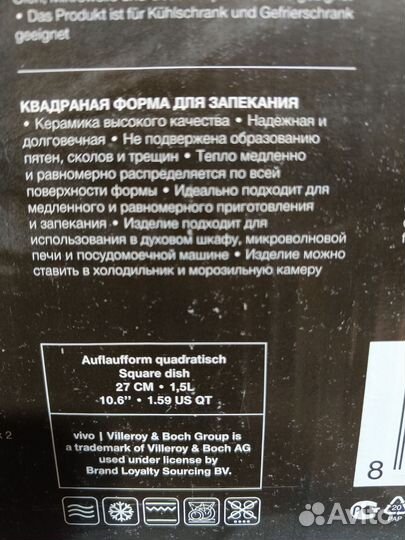 • Das Produkt ist für Kühlschrank und Gefrierschrank
geeignet
КВАДРАНАЯ ФОРМА ДЛЯ ЗАПЕКАНИЯ
• Керамика высокого качества • Надежная и
долговечная • Не подвержена образованию
пятен, сколов и трещин • Тепло медленно
и равномерно распределяется по всей
поверхности формы • Идеально подходит для
медленного и равномерного приготовления
и запекания • Изделие подходит для
использования в духовом шкафу, микроволновой
печи и посудомоечной машине • Изделие можно
ставить в холодильник и морозильную камеру
Auflaufform quadratisch
Square dish
27 CM • 1,5L
10.6’’ • 1.59 US QT
vivo | Villeroy & Boch Group is
a trademark of Villeroy & Boch AG
used under license by
Brand Loyalty Sourcing BV.
x 2
8
20
PAP
Avito